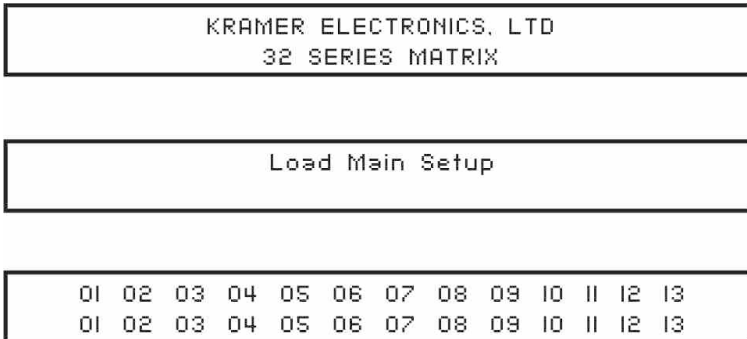 KRAMER ELECTRONICS, LTD
32 SERIES MATRIX
Load Main Setup
01 02 03 04 05 06 07 08 09 10 11 12 13
01 02 03 04 05 06 07 08 09 10 11 12 13